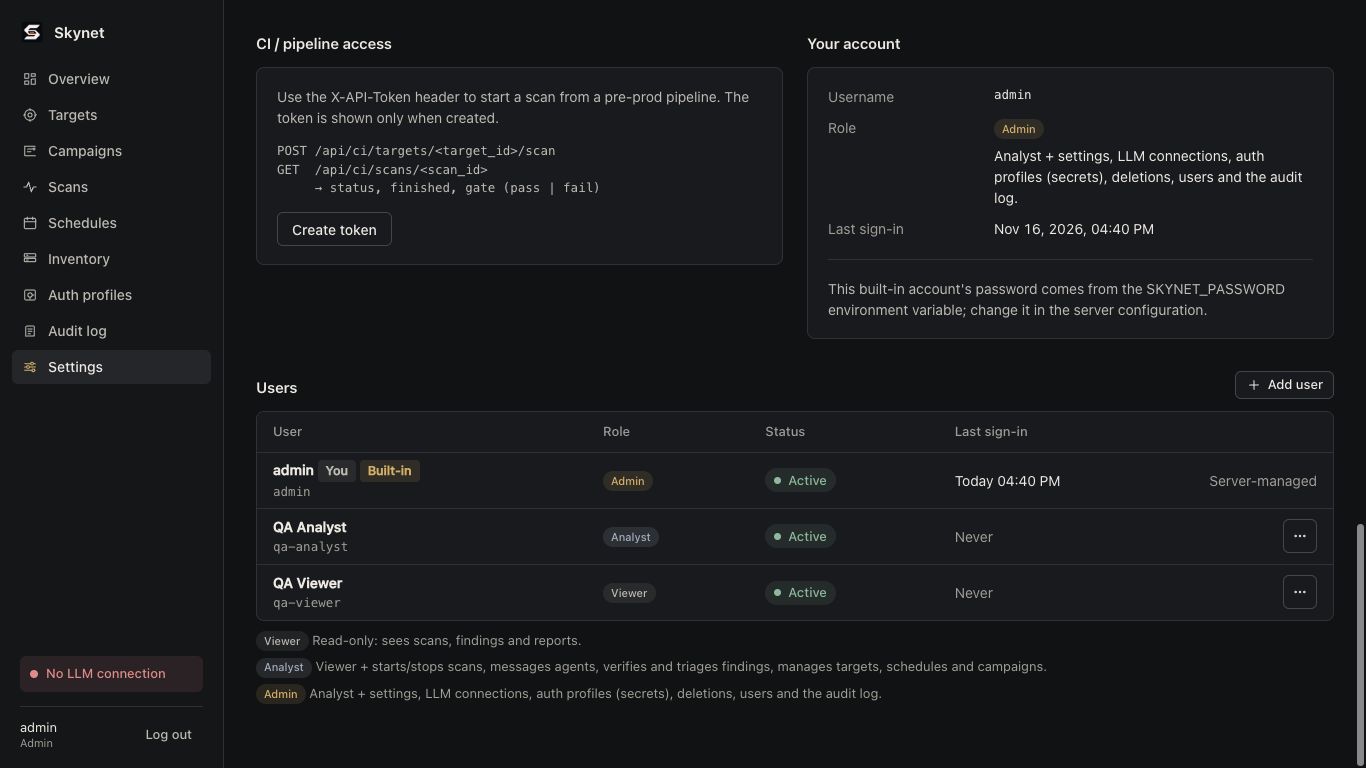 Skynet
Overview
Targets
Campaigns
Scans
Schedules
Inventory
Auth profiles
Audit log
Settings
No LLM connection
admin
Admin
Log out
CI / pipeline access
Use the X-API-Token header to start a scan from a pre-prod pipeline. The
token is shown only when created.
POST /api/ci/targets/<target_id>/scan
GET  /api/ci/scans/<scan_id>
→ status, finished, gate (pass | fail)
Create token
Your account
Username admin
Role Admin
Analyst + settings, LLM connections, auth
profiles (secrets), deletions, users and the audit
log.
Last sign-in Nov 16, 2026, 04:40 PM
This built-in account's password comes from the SKYNET_PASSWORD
environment variable; change it in the server configuration.
Users
+ Add user
User Role Status Last sign-in
admin You Built-in
admin
Admin Active Today 04:40 PM Server-managed
QA Analyst
qa-analyst
Analyst Active Never ...
QA Viewer
qa-viewer
Viewer Active Never ...
Viewer Read-only: sees scans, findings and reports.
Analyst Viewer + starts/stops scans, messages agents, verifies and triages findings, manages targets, schedules and campaigns.
Admin Analyst + settings, LLM connections, auth profiles (secrets), deletions, users and the audit log.